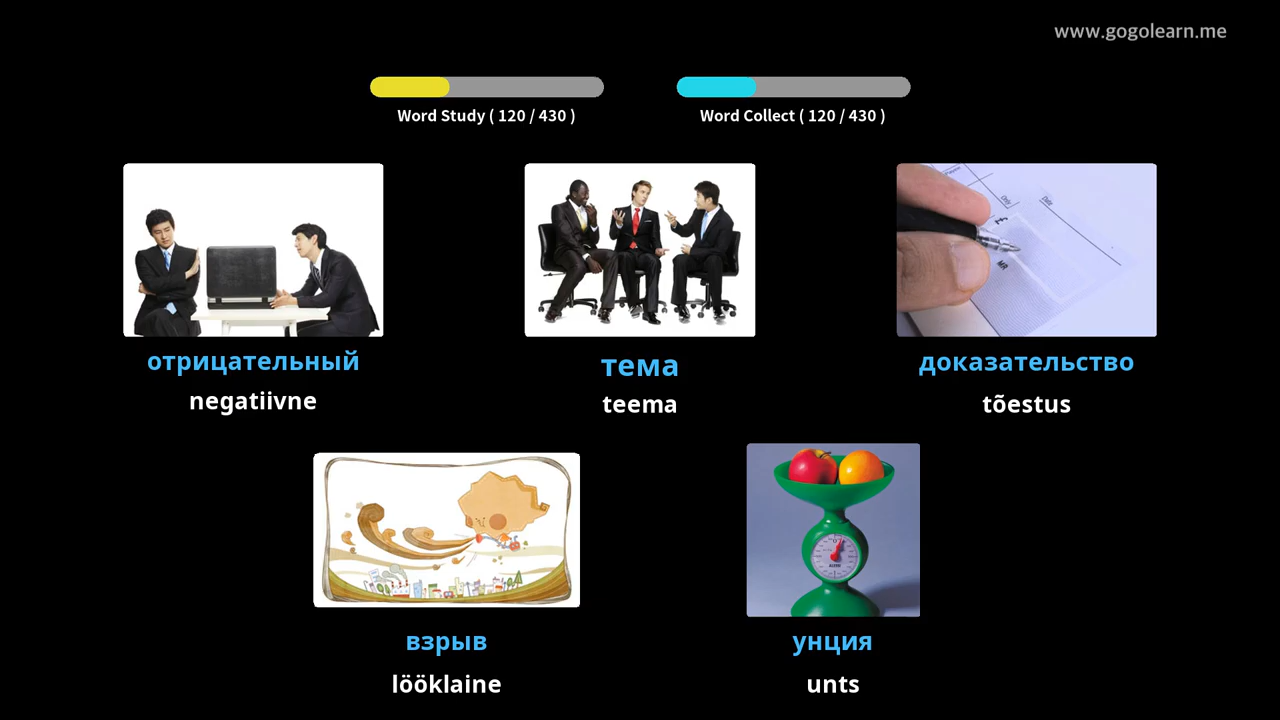 www.gogolearn.me
Word Study ( 120 / 430 )
Word Collect ( 120 / 430 )
отрицательный
negatiivne
тема
teema
доказательство
tõestus
взрыв
lööklaine
унция
unts